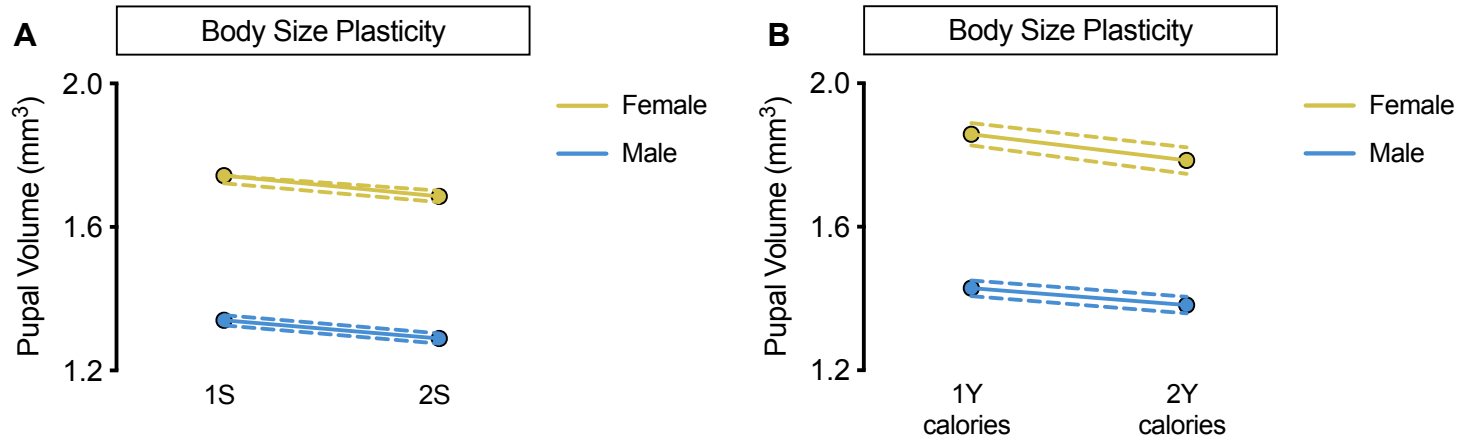 A
Body Size Plasticity
Pupal Volume (mm³)
2.0
1.6
1.2
1S
2S
Female
Male
B
Body Size Plasticity
Pupal Volume (mm³)
2.0
1.6
1.2
1Y
calories
2Y
calories
Female
Male